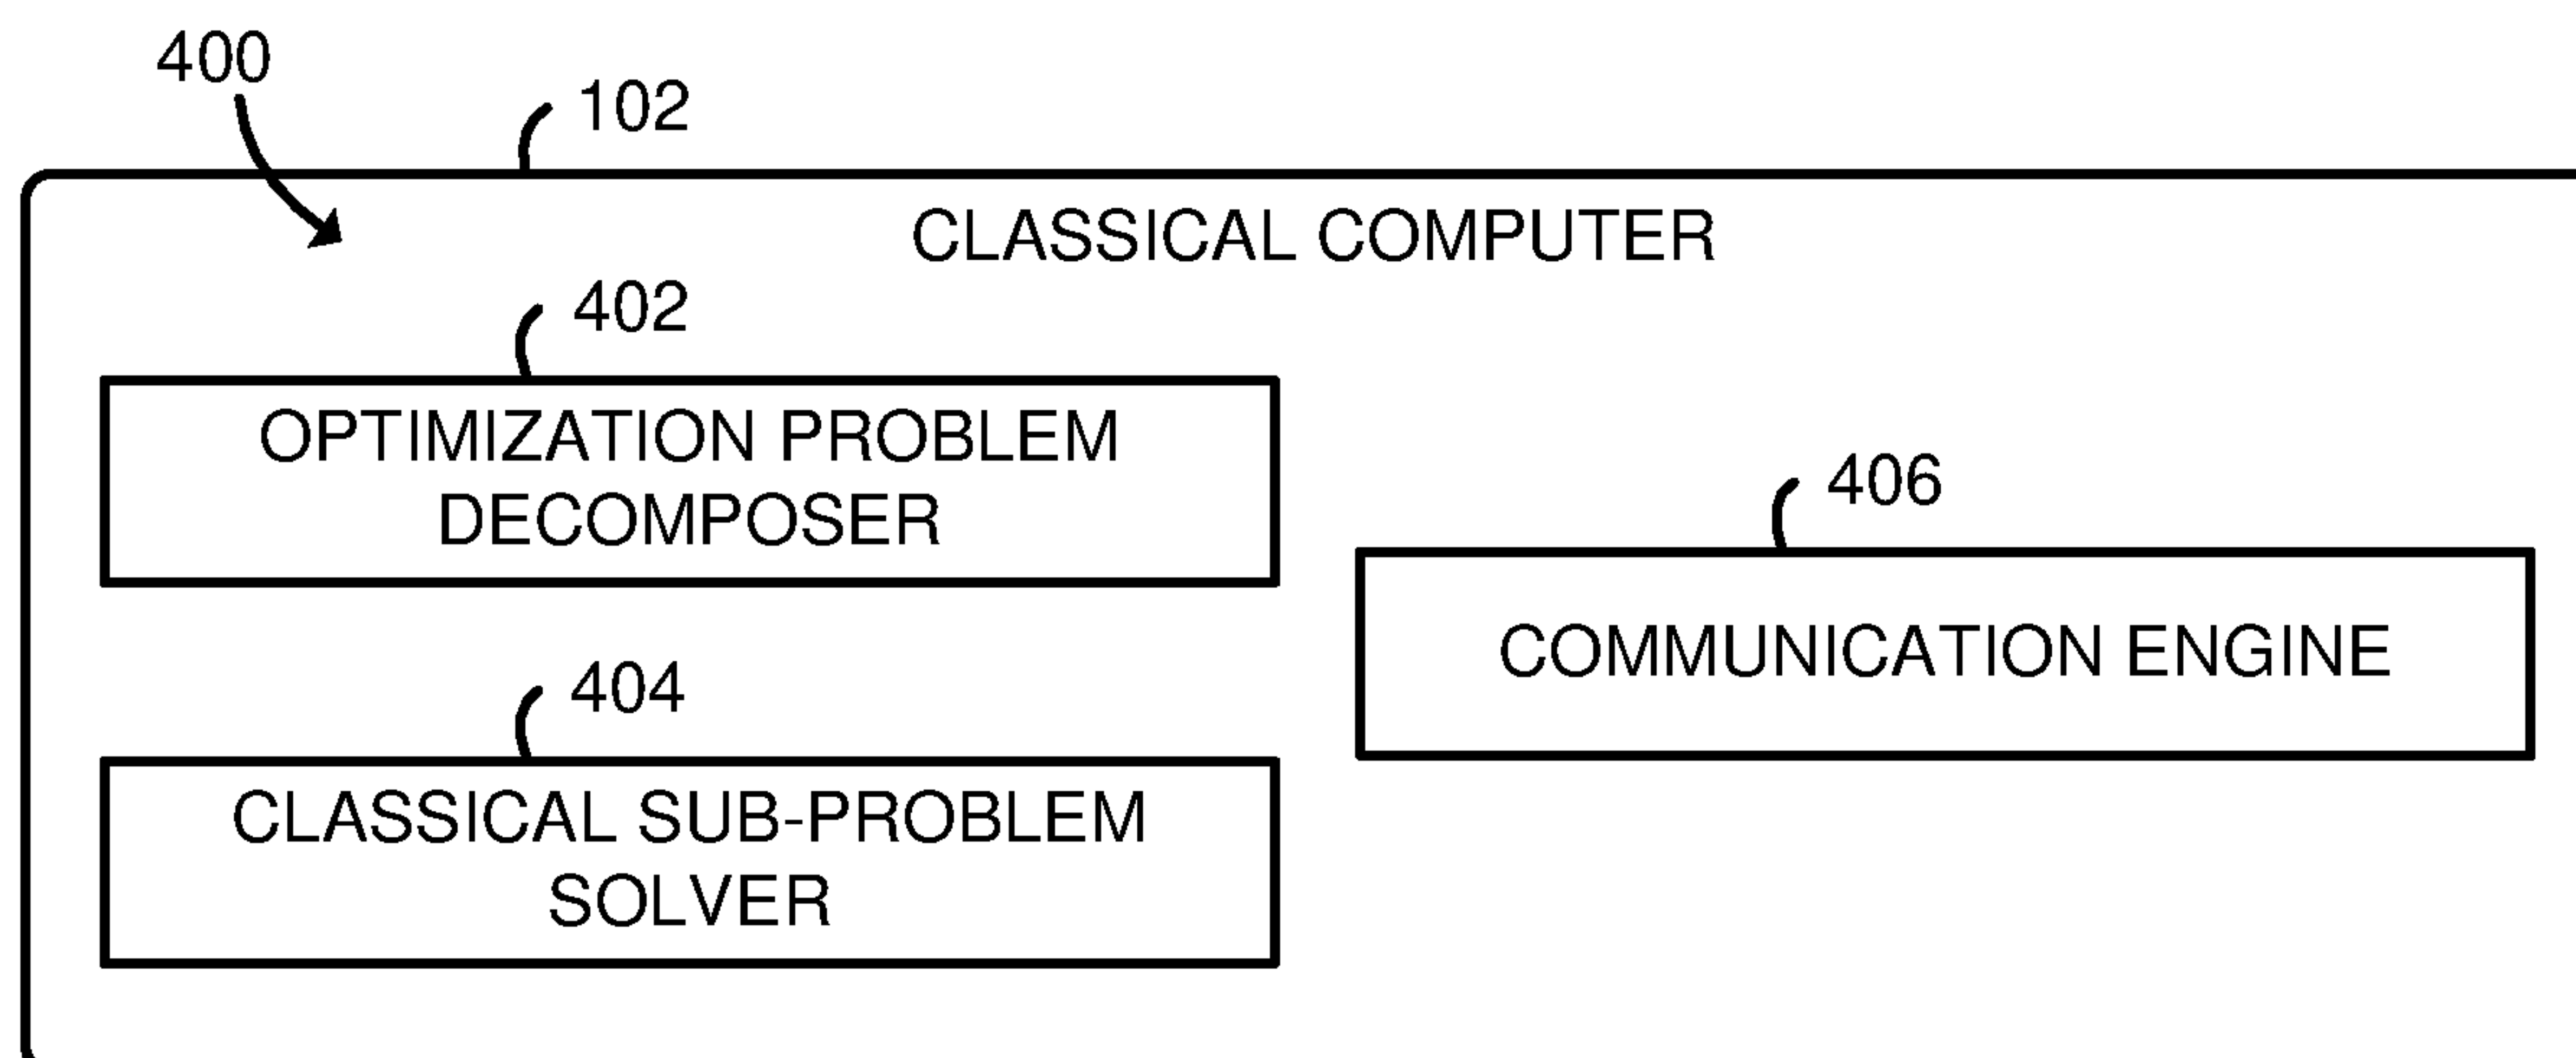 400
102
CLASSICAL COMPUTER
402
OPTIMIZATION PROBLEM
DECOMPOSER
406
COMMUNICATION ENGINE
404
CLASSICAL SUB-PROBLEM
SOLVER